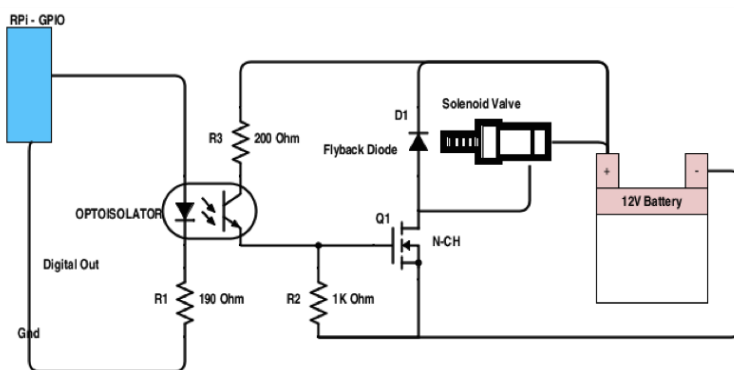 RPi - GPIO
Solenoid Valve
D1
R3
200 Ohm
Flyback Diode
+
-
12V Battery
OPTOISOLATOR
Q1
N-CH
Digital Out
R1
190 Ohm
R2
1K Ohm
Gnd